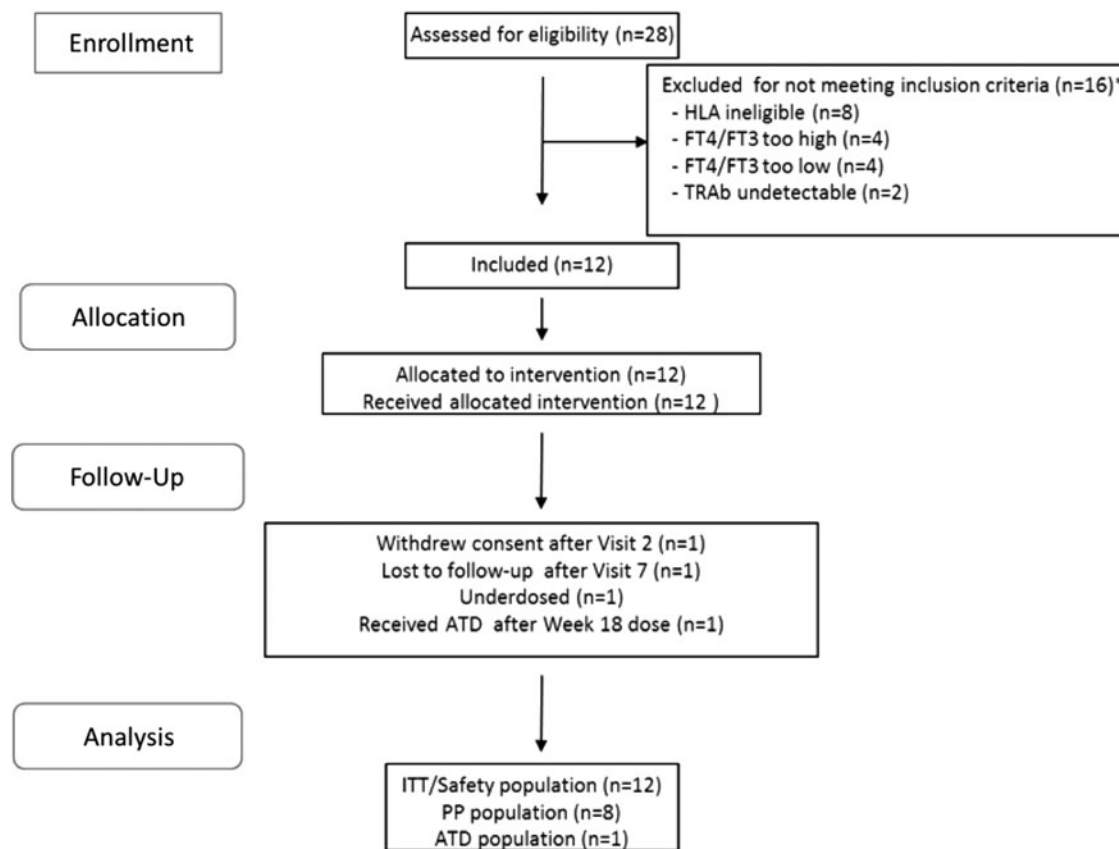 Enrollment
Assessed for eligibility (n=28)
Excluded for not meeting inclusion criteria (n=16)*
- HLA ineligible (n=8)
- FT4/FT3 too high (n=4)
- FT4/FT3 too low (n=4)
- TRAb undetectable (n=2)
Included (n=12)
Allocation
Allocated to intervention (n=12)
Received allocated intervention (n=12 )
Follow-Up
Withdrew consent after Visit 2 (n=1)
Lost to follow-up after Visit 7 (n=1)
Underdosed (n=1)
Received ATD after Week 18 dose (n=1)
Analysis
ITT/Safety population (n=12)
PP population (n=8)
ATD population (n=1)